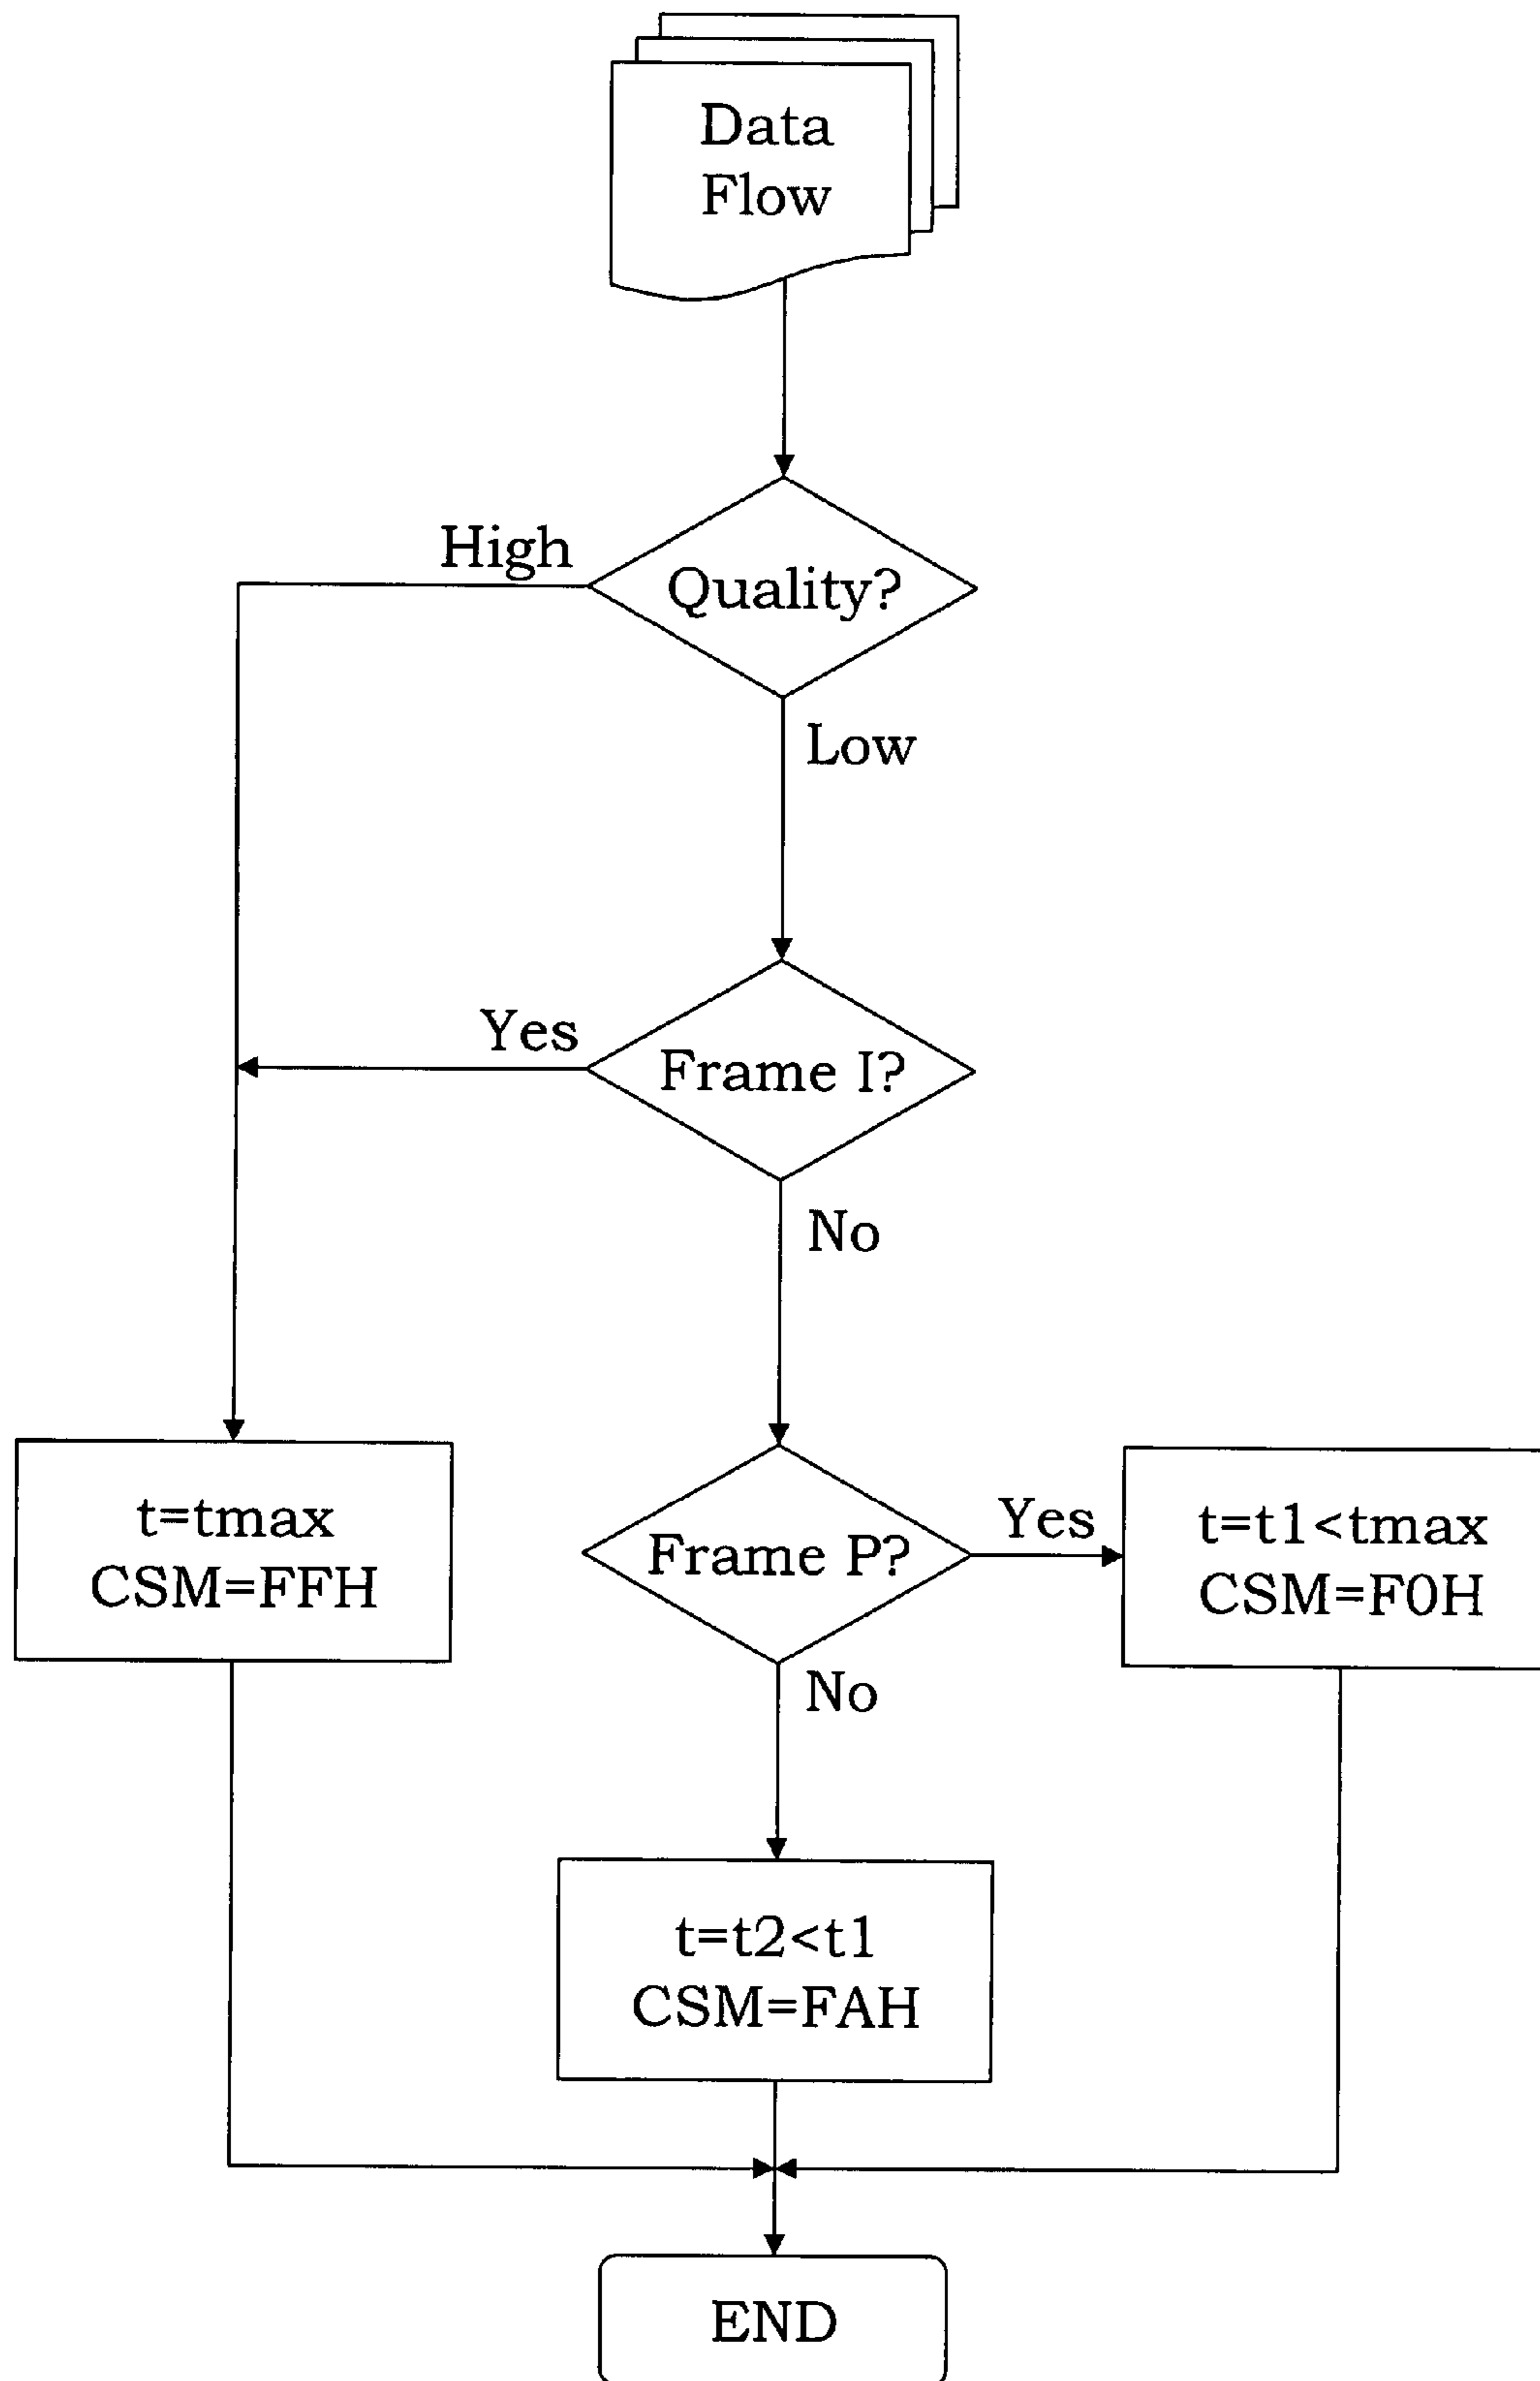 Data
Flow
High
Quality?
Low
Yes
Frame I?
No
t=tmax
CSM=FFH
Frame P?
Yes
t=t1<tmax
CSM=F0H
No
t=t2<t1
CSM=FAH
END